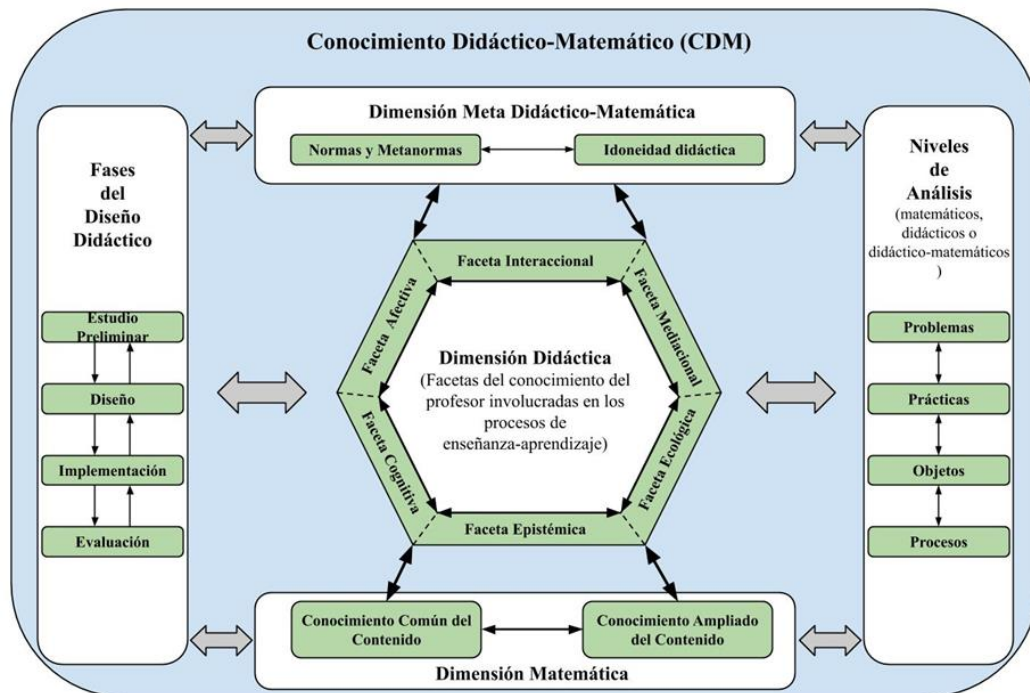 Conocimiento Didáctico-Matemático (CDM)
Dimensión Meta Didáctico-Matemática
Normas y Metanormas
Idoneidad didáctica
Fases
del
Diseño
Didáctico
Estudio
Preliminar
Diseño
Implementación
Evaluación
Faceta Interaccional
Faceta Afectiva
Faceta Mediacional
Dimensión Didáctica
(Facetas del conocimiento del
profesor involucradas en los
procesos de
enseñanza-aprendizaje)
Faceta Cognitiva
Faceta Ecológica
Faceta Epistémica
Niveles
de
Análisis
(matemáticos,
didácticos o
didáctico-matemáticos
)
Problemas
Prácticas
Objetos
Procesos
Conocimiento Común del
Contenido
Conocimiento Ampliado
del Contenido
Dimensión Matemática